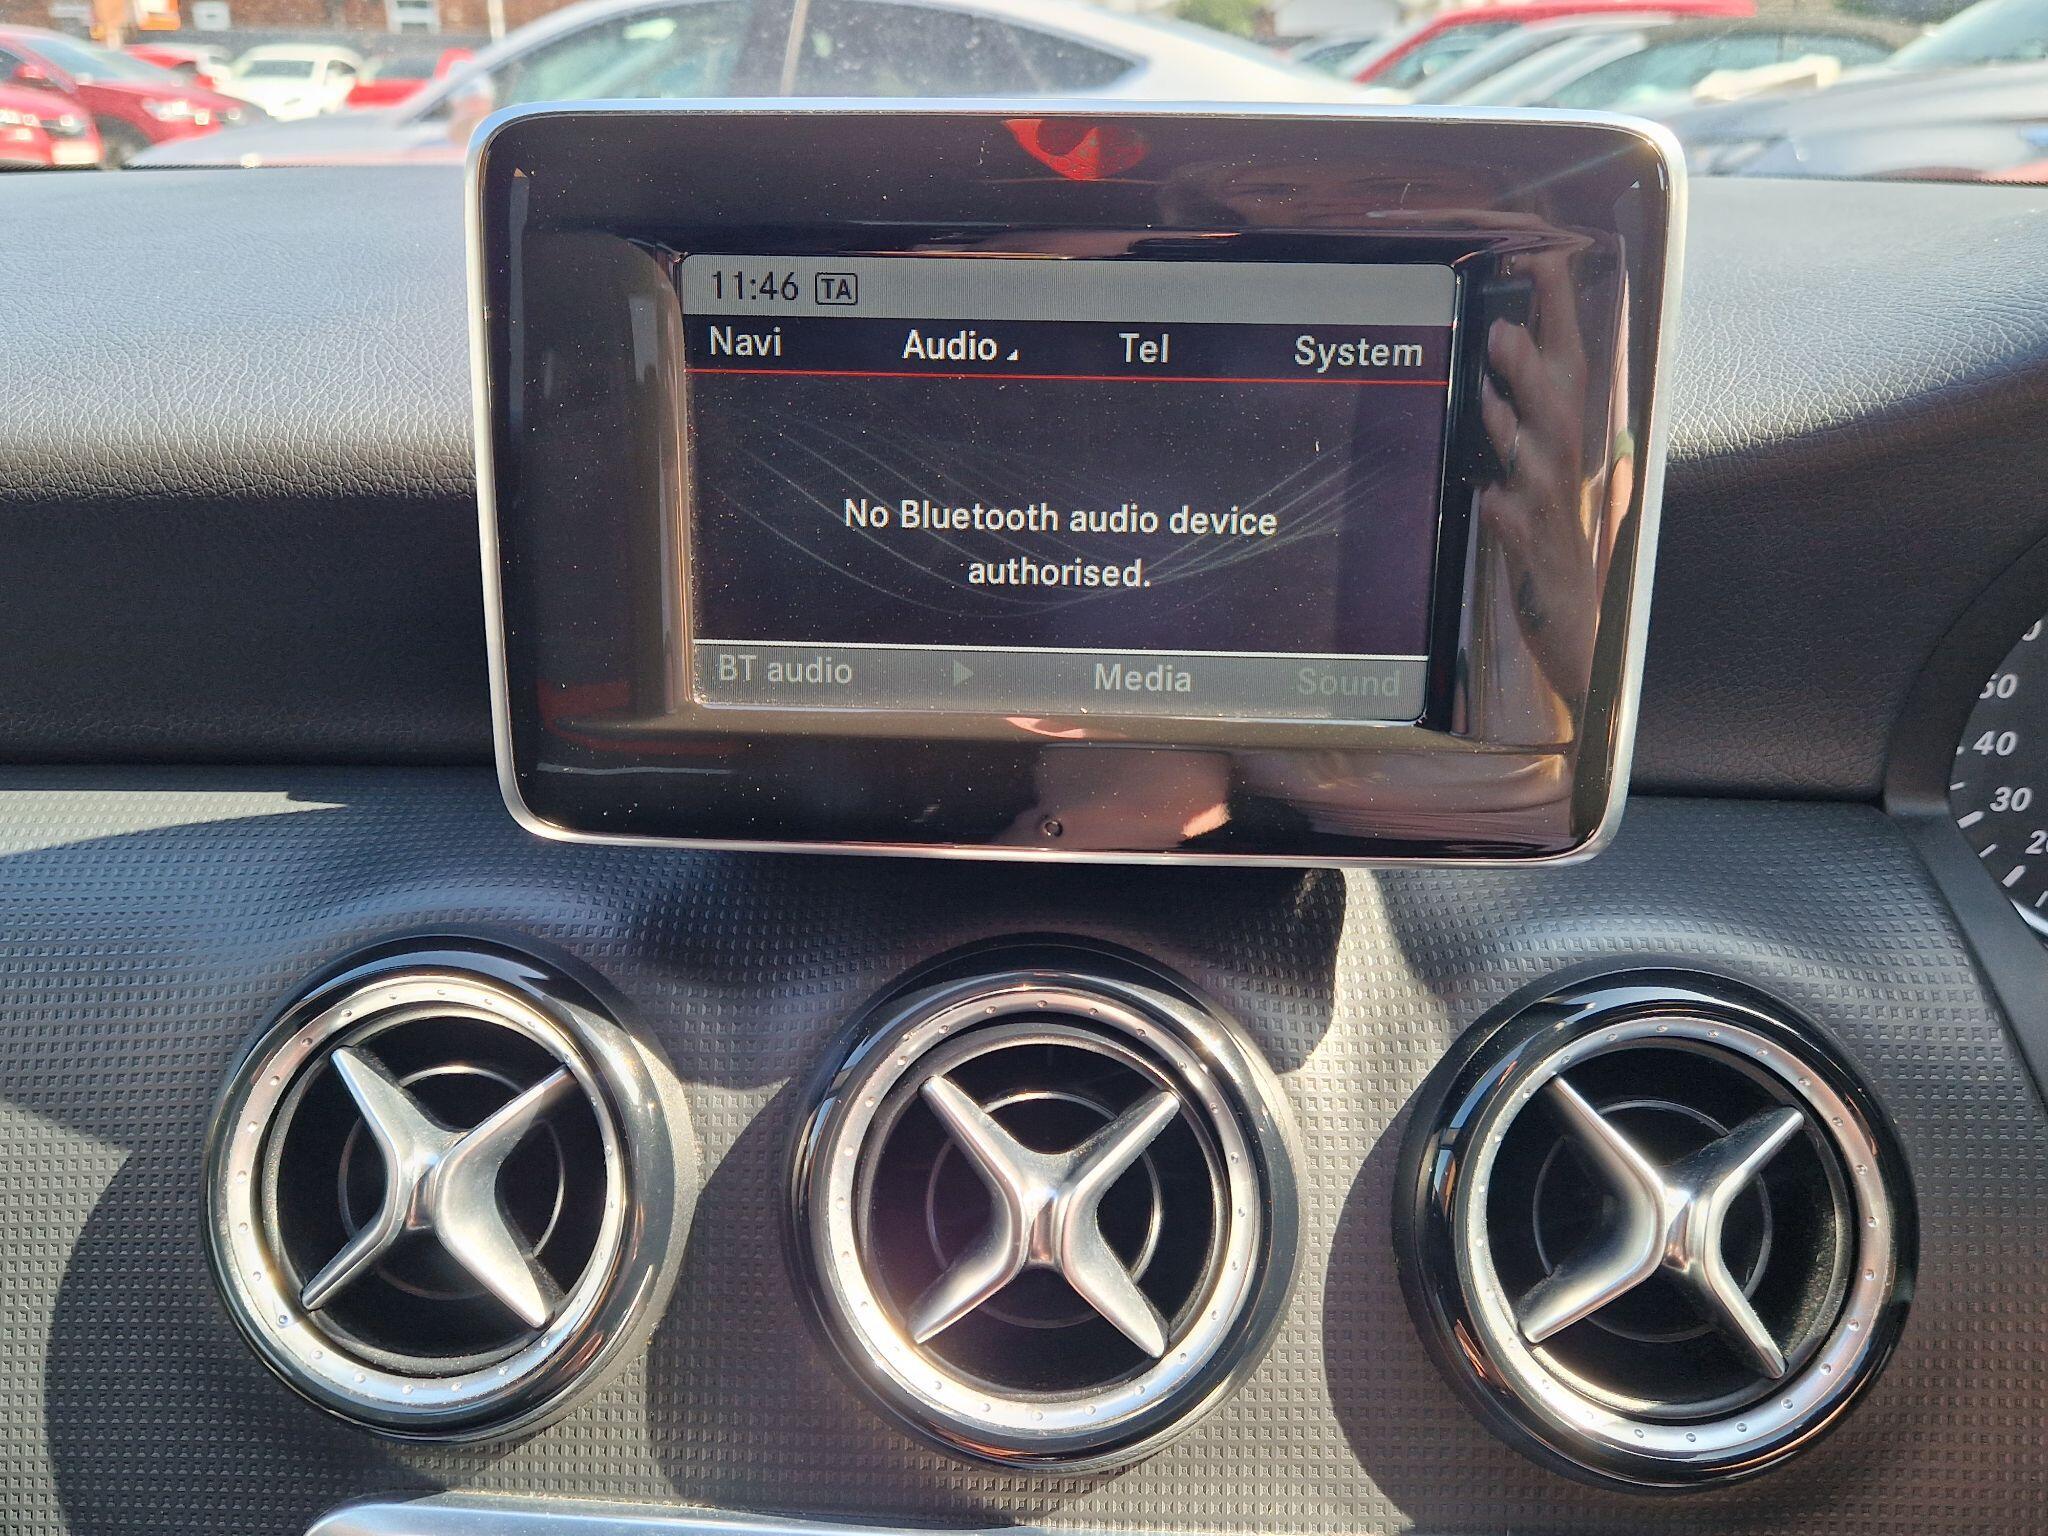 11:46 TA
Navi Audio Tel System
No Bluetooth audio device
authorised.
BT audio Media Sound
50
40
30